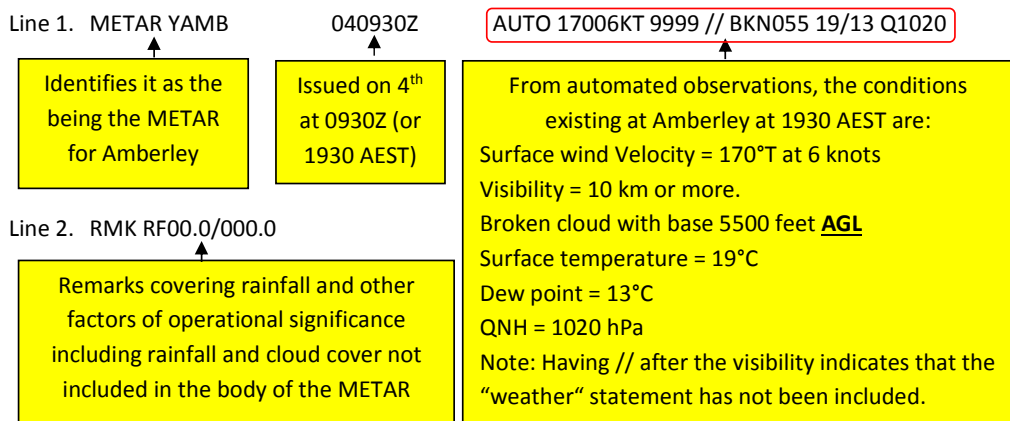 Line 1. METAR YAMB 040930Z AUTO 17006KT 9999 // BKN055 19/13 Q1020
Identifies it as the
being the METAR
for Amberley
Issued on 4th
at 0930Z (or
1930 AEST)
From automated observations, the conditions
existing at Amberley at 1930 AEST are:
Surface wind Velocity = 170°T at 6 knots
Visibility = 10 km or more.
Broken cloud with base 5500 feet AGL
Surface temperature = 19°C
Dew point = 13°C
QNH = 1020 hPa
Note: Having // after the visibility indicates that the
“weather“ statement has not been included.
Line 2. RMK RF00.0/000.0
Remarks covering rainfall and other
factors of operational significance
including rainfall and cloud cover not
included in the body of the METAR